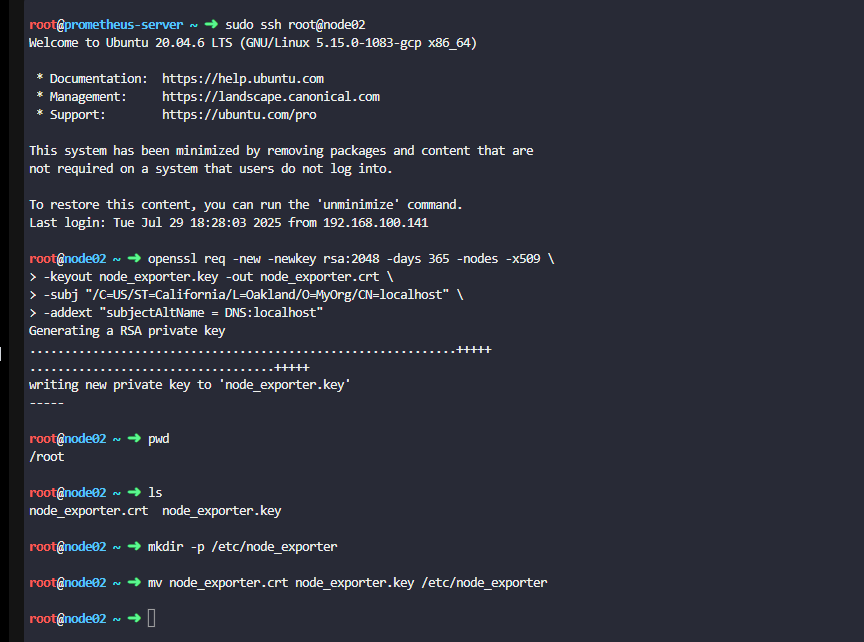 root@prometheus-server ~ ➜ sudo ssh root@node02
Welcome to Ubuntu 20.04.6 LTS (GNU/Linux 5.15.0-1083-gcp x86_64)
* Documentation: https://help.ubuntu.com
* Management: https://landscape.canonical.com
* Support: https://ubuntu.com/pro
This system has been minimized by removing packages and content that are
not required on a system that users do not log into.
To restore this content, you can run the 'unminimize' command.
Last login: Tue Jul 29 18:28:03 2025 from 192.168.100.141
root@node02 ~ ➜ openssl req -new -newkey rsa:2048 -days 365 -nodes -x509 \
> -keyout node_exporter.key -out node_exporter.crt \
> -subj "/C=US/ST=California/L=Oakland/O=MyOrg/CN=localhost" \
> -addext "subjectAltName = DNS:localhost"
Generating a RSA private key
.............................................................+++++
...................................+++++
writing new private key to 'node_exporter.key'
-----
root@node02 ~ ➜ pwd
/root
root@node02 ~ ➜ ls
node_exporter.crt node_exporter.key
root@node02 ~ ➜ mkdir -p /etc/node_exporter
root@node02 ~ ➜ mv node_exporter.crt node_exporter.key /etc/node_exporter
root@node02 ~ ➜